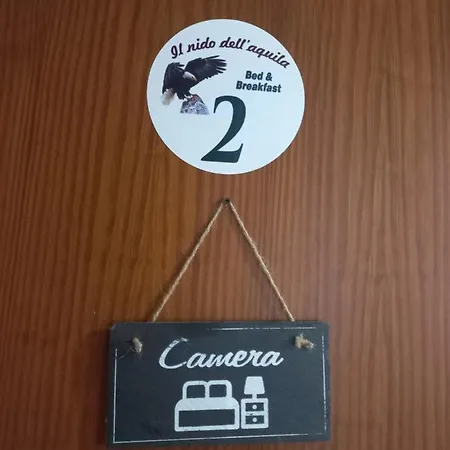 Il nido dell'aquila
Bed &
Breakfast
2
Camera